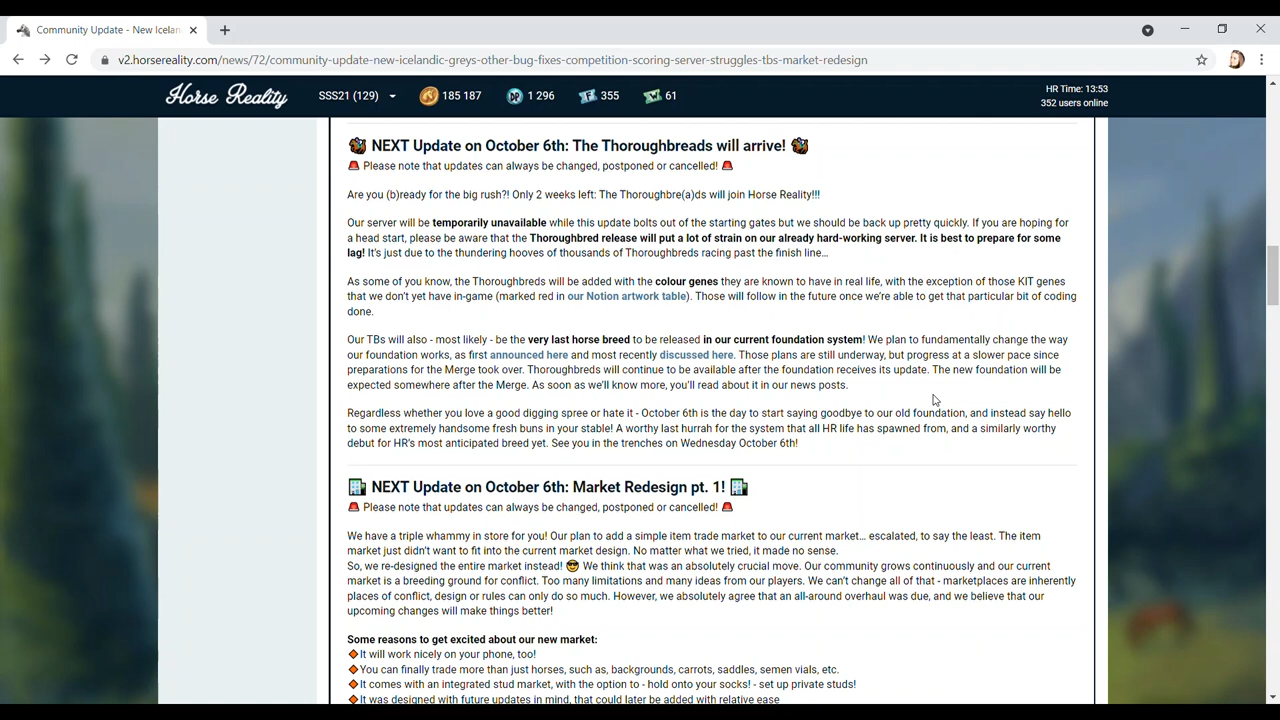 Community Update - New Icelan
v2.horsereality.com/news/72/community-update-new-icelandic-greys-other-bug-fixes-competition-scoring-server-struggles-tbs-market-redesign
Horse Reality
SSS21 (129)
185 187
1 296
355
61
HR Time: 13:53
352 users online
NEXT Update on October 6th: The Thoroughbreds will arrive!
Please note that updates can always be changed, postponed or cancelled!
Are you (b)ready for the big rush?! Only 2 weeks left: The Thoroughbre(a)ds will join Horse Reality!!!
Our server will be temporarily unavailable while this update bolts out of the starting gates but we should be back up pretty quickly. If you are hoping for
a head start, please be aware that the Thoroughbred release will put a lot of strain on our already hard-working server. It is best to prepare for some
lag! It's just due to the thundering hooves of thousands of Thoroughbreds racing past the finish line…
As some of you know, the Thoroughbreds will be added with the colour genes they are known to have in real life, with the exception of those KIT genes
that we don't yet have in-game (marked red in our Notion artwork table). Those will follow in the future once we're able to get that particular bit of coding
done.
Our TBs will also - most likely - be the very last horse breed to be released in our current foundation system! We plan to fundamentally change the way
our foundation works, as first announced here and most recently discussed here. Those plans are still underway, but progress at a slower pace since
preparations for the Merge took over. Thoroughbreds will continue to be available after the foundation receives its update. The new foundation will be
expected somewhere after the Merge. As soon as we'll know more, you'll read about it in our news posts.
Regardless whether you love a good digging spree or hate it - October 6th is the day to start saying goodbye to our old foundation, and instead say hello
to some extremely handsome fresh buns in your stable! A worthy last hurrah for the system that all HR life has spawned from, and a similarly worthy
debut for HR's most anticipated breed yet. See you in the trenches on Wednesday October 6th!
NEXT Update on October 6th: Market Redesign pt. 1!
Please note that updates can always be changed, postponed or cancelled!
We have a triple whammy in store for you! Our plan to add a simple item trade market to our current market… escalated, to say the least. The item
market just didn't want to fit into the current market design. No matter what we tried, it made no sense.
So, we re-designed the entire market instead! 😎 We think that was an absolutely crucial move. Our community grows continuously and our current
market is a breeding ground for conflict. Too many limitations and many ideas from our players. We can't change all of that - marketplaces are inherently
places of conflict, design or rules can only do so much. However, we absolutely agree that an all-around overhaul was due, and we believe that our
upcoming changes will make things better!
Some reasons to get excited about our new market:
🔸It will work nicely on your phone, too!
🔸You can finally trade more than just horses, such as, backgrounds, carrots, saddles, semen vials, etc.
🔸It comes with an integrated stud market, with the option to - hold onto your socks! - set up private studs!
🔸It was designed with future updates in mind, that could later be added with relative ease